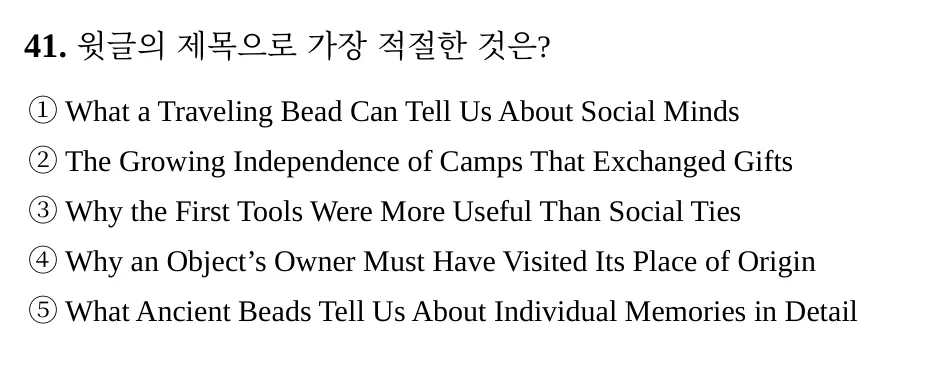 41. 윗글의 제목으로 가장 적절한 것은?
① What a Traveling Bead Can Tell Us About Social Minds
② The Growing Independence of Camps That Exchanged Gifts
③ Why the First Tools Were More Useful Than Social Ties
④ Why an Object’s Owner Must Have Visited Its Place of Origin
⑤ What Ancient Beads Tell Us About Individual Memories in Detail